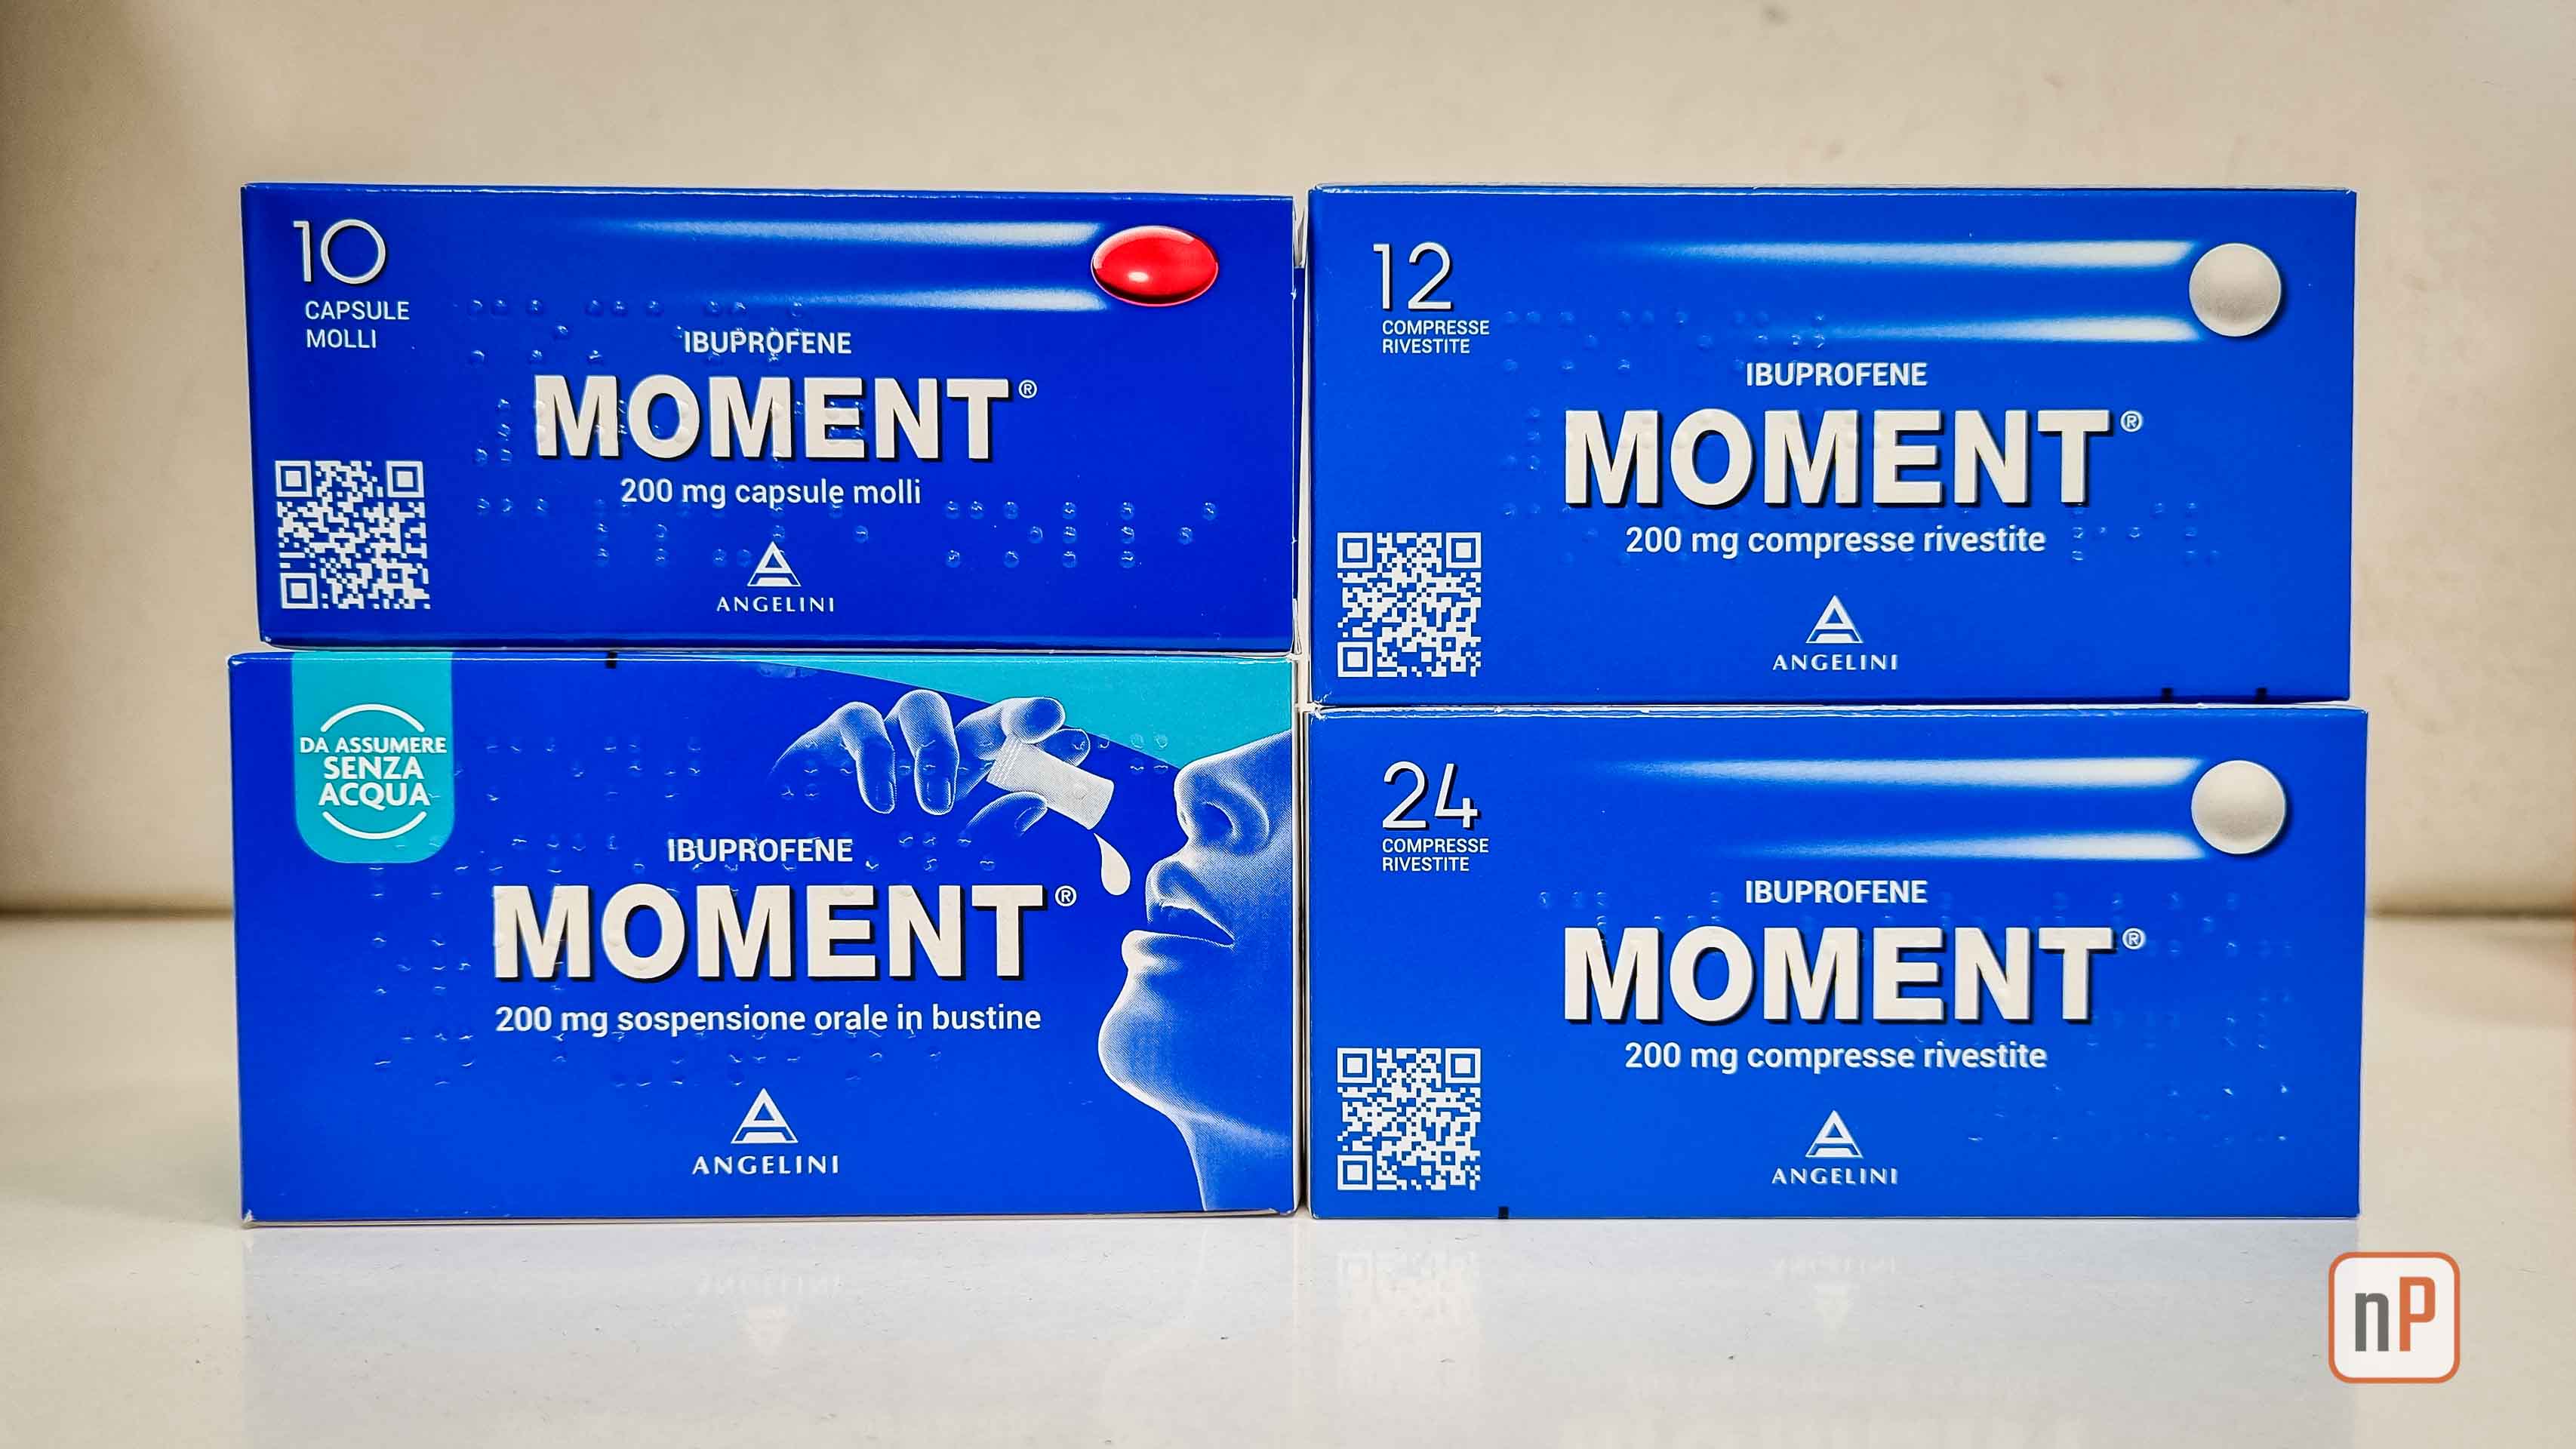 10
CAPSULE
MOLLI
IBUPROFENE
MOMENT®
200 mg capsule molli
ANGELINI
12
COMPRESSE
RIVESTITE
IBUPROFENE
MOMENT®
200 mg compresse rivestite
ANGELINI
DA ASSUMERE
SENZA
ACQUA
IBUPROFENE
MOMENT®
200 mg sospensione orale in bustine
ANGELINI
24
COMPRESSE
RIVESTITE
IBUPROFENE
MOMENT®
200 mg compresse rivestite
ANGELINI
nP